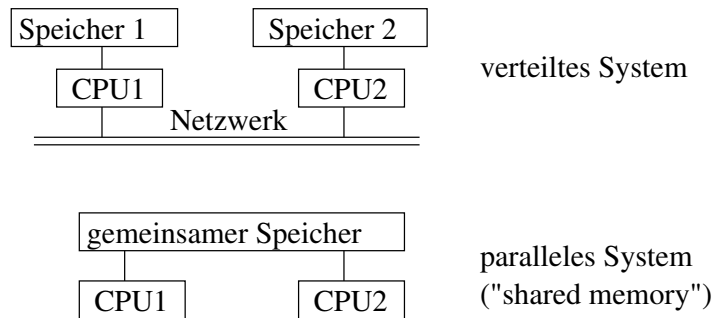 Speicher 1
Speicher 2
CPU1
CPU2
verteiltes System
Netzwerk
gemeinsamer Speicher
CPU1
CPU2
paralleles System
("shared memory")